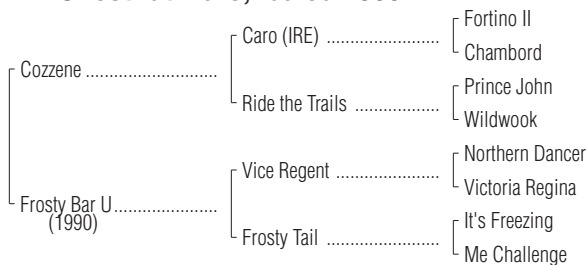 Fortino II
Caro (IRE) ........................
Chambord
Cozzene ............................
Prince John
Ride the Trails ..................
Wildwook
Northern Dancer
Vice Regent ......................
Victoria Regina
Frosty Bar U......................
(1990)
It's Freezing
Frosty Tail ........................
Me Challenge